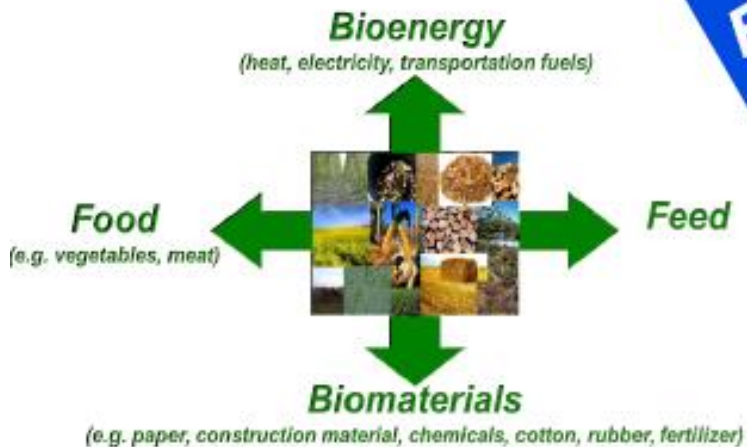 Bioenergy
(heat, electricity, transportation fuels)
Food
(e.g. vegetables, meat)
Feed
Biomaterials
(e.g. paper, construction material, chemicals, cotton, rubber, fertilizer)